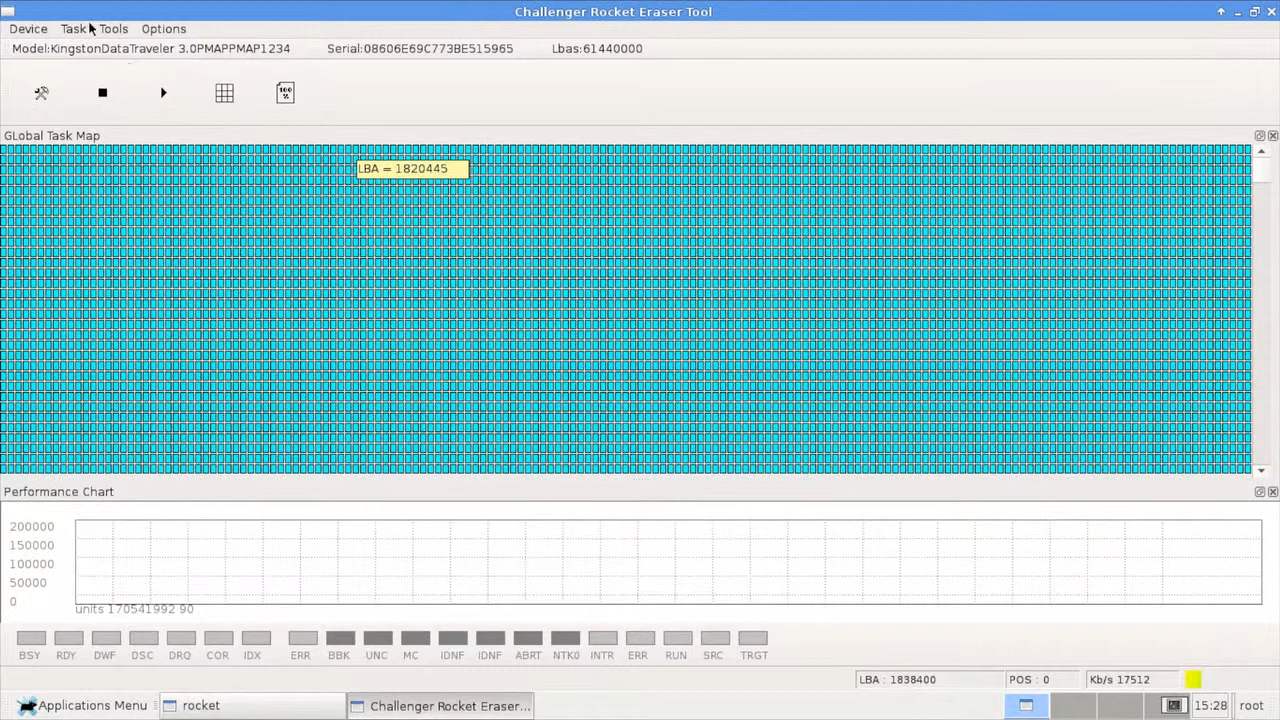 Challenger Rocket Eraser Tool
Device Task Tools Options
Model:KingstonDataTraveler 3.0PMAPPMAP1234 Serial:08606E69C773BE515965 Lbas:61440000
100
%
GLobal Task Map
LBA = 1820445
Performance Chart
200000
150000
100000
50000
0
units 170541992 90
BSY RDY DWF DSC DRQ COR IDX ERR BBK UNC MC IDNF IDNF ABRT NTK0 INTR ERR RUN SRC TRGT
LBA : 1838400 POS : 0 Kb/s 17512
Applications Menu rocket Challenger Rocket Eraser... 15:28 root